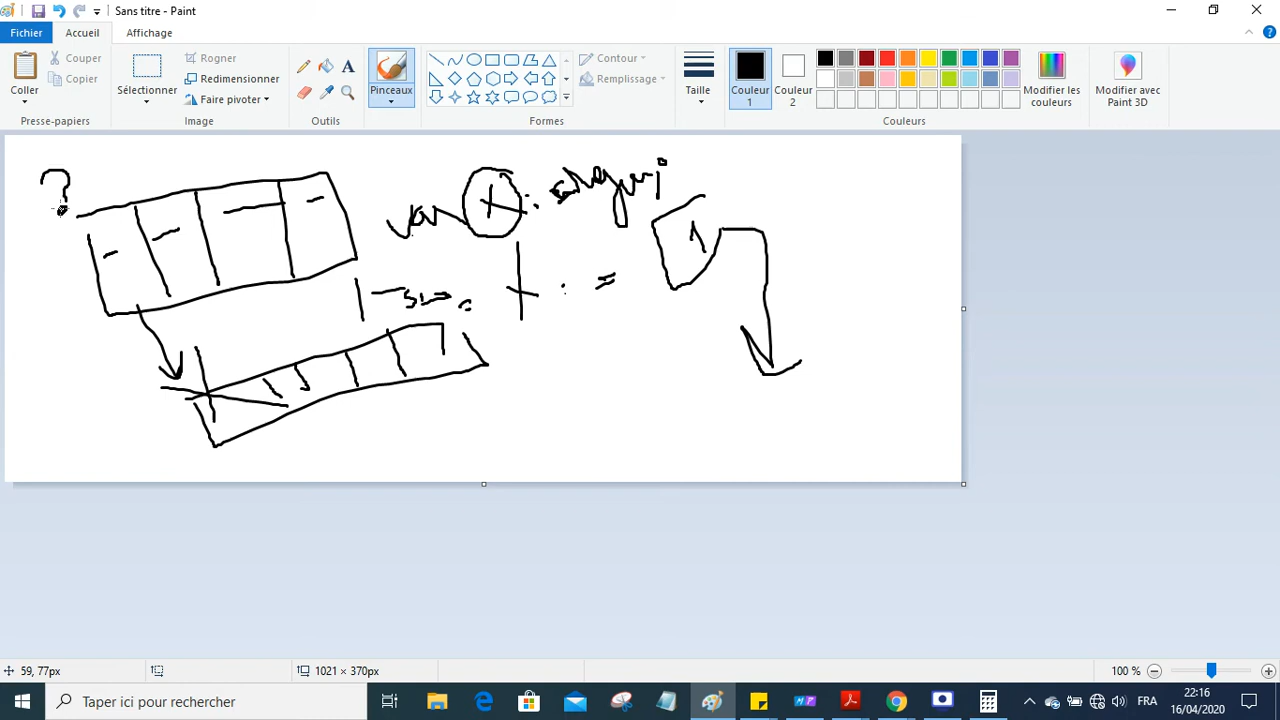 Sans titre - Paint
Fichier Accueil Affichage
Coller
Couper
Copier
Presse-papiers
Sélectionner
Rogner
Redimensionner
Faire pivoter
Image
A
Outils
Pinceaux
Contour
Remplissage
Formes
Taille
Couleur 1
Couleur 2
Modifier les couleurs
Couleurs
Modifier avec Paint 3D
?
var
:
=
1
59, 77px
1021 × 370px
100 %
Taper ici pour rechercher
FRA
22:16
16/04/2020